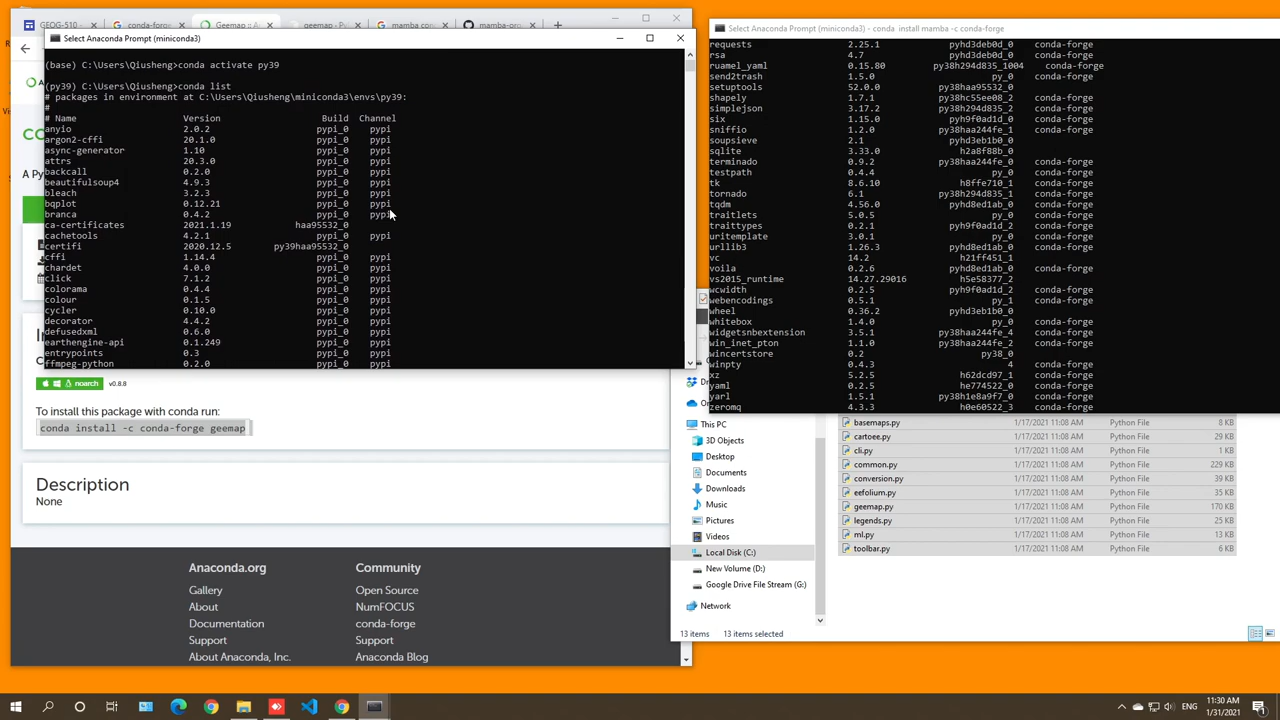 GEOG-510 -
conda-forge
Geemap :: A
geemap · P
mamba con
mamba-org
Select Anaconda Prompt (miniconda3)
(base) C:\Users\Qiusheng>conda activate py39
(py39) C:\Users\Qiusheng>conda list
# packages in environment at C:\Users\Qiusheng\miniconda3\envs\py39:
#
# Name Version Build Channel
anyio 2.0.2 pypi_0 pypi
argon2-cffi 20.1.0 pypi_0 pypi
async-generator 1.10 pypi_0 pypi
attrs 20.3.0 pypi_0 pypi
backcall 0.2.0 pypi_0 pypi
beautifulsoup4 4.9.3 pypi_0 pypi
bleach 3.2.3 pypi_0 pypi
bqplot 0.12.21 pypi_0 pypi
branca 0.4.2 pypi_0 pypi
ca-certificates 2021.1.19 haa95532_0
cachetools 4.2.1 pypi_0 pypi
certifi 2020.12.5 py39haa95532_0
cffi 1.14.4 pypi_0 pypi
chardet 4.0.0 pypi_0 pypi
click 7.1.2 pypi_0 pypi
colorama 0.4.4 pypi_0 pypi
colour 0.1.5 pypi_0 pypi
cycler 0.10.0 pypi_0 pypi
decorator 4.4.2 pypi_0 pypi
defusedxml 0.6.0 pypi_0 pypi
earthengine-api 0.1.249 pypi_0 pypi
entrypoints 0.3 pypi_0 pypi
ffmpeg-python 0.2.0 pypi_0 pypi
noarch v0.8.8
To install this package with conda run:
conda install -c conda-forge geemap
Description
None
Anaconda.org
Gallery
About
Documentation
Support
About Anaconda, Inc.
Community
Open Source
NumFOCUS
conda-forge
Support
Anaconda Blog
Select Anaconda Prompt (miniconda3) - conda install mamba -c conda-forge
requests 2.25.1 pyhd3deb0d_0 conda-forge
rsa 4.7 pyhd3deb0d_0 conda-forge
ruamel_yaml 0.15.80 py38h294d835_1004 conda-forge
send2trash 1.5.0 py_0 conda-forge
setuptools 52.0.0 py38haa95532_0
shapely 1.7.1 py38hc55ee08_2 conda-forge
simplejson 3.17.2 py38h294d835_2 conda-forge
six 1.15.0 pyh9f0ad1d_0 conda-forge
sniffio 1.2.0 py38haa244fe_1 conda-forge
soupsieve 2.1 pyhd3eb1b0_0
sqlite 3.33.0 h2a8f88b_0
terminado 0.9.2 py38haa244fe_0 conda-forge
testpath 0.4.4 py_0 conda-forge
tk 8.6.10 h8ffe710_1 conda-forge
tornado 6.1 py38h294d835_1 conda-forge
tqdm 4.56.0 pyhd8ed1ab_0 conda-forge
traitlets 5.0.5 py_0 conda-forge
traittypes 0.2.1 pyh9f0ad1d_2 conda-forge
uritemplate 3.0.1 py_0 conda-forge
urllib3 1.26.3 pyhd8ed1ab_0 conda-forge
vc 14.2 h21ff451_1
voila 0.2.6 pyhd8ed1ab_0 conda-forge
vs2015_runtime 14.27.29016 h5e58377_2
wcwidth 0.2.5 pyh9f0ad1d_2 conda-forge
webencodings 0.5.1 py_1 conda-forge
wheel 0.36.2 pyhd3eb1b0_0
whitebox 1.4.0 py_0 conda-forge
widgetsnbextension 3.5.1 py38haa244fe_4 conda-forge
win_inet_pton 1.1.0 py38haa244fe_2 conda-forge
wincertstore 0.2 py38_0
winpty 0.4.3 4 conda-forge
xz 5.2.5 h62dcd97_1 conda-forge
yaml 0.2.5 he774522_0 conda-forge
yarl 1.5.1 py38h1e8a9f7_0 conda-forge
zeromq 4.3.3 h0e60522_3 conda-forge
This PC
3D Objects
Desktop
Documents
Downloads
Music
Pictures
Videos
Local Disk (C:)
New Volume (D:)
Google Drive File Stream (G:)
Network
basemaps.py 1/17/2021 11:08 AM Python File 8 KB
cartoee.py 1/17/2021 11:08 AM Python File 29 KB
cli.py 1/17/2021 11:08 AM Python File 1 KB
common.py 1/17/2021 11:08 AM Python File 229 KB
conversion.py 1/17/2021 11:08 AM Python File 39 KB
eefolium.py 1/17/2021 11:08 AM Python File 35 KB
geemap.py 1/17/2021 11:08 AM Python File 170 KB
legends.py 1/17/2021 11:08 AM Python File 25 KB
ml.py 1/17/2021 11:08 AM Python File 13 KB
toolbar.py 1/17/2021 11:08 AM Python File 6 KB
13 items 13 items selected
ENG
11:30 AM
1/31/2021